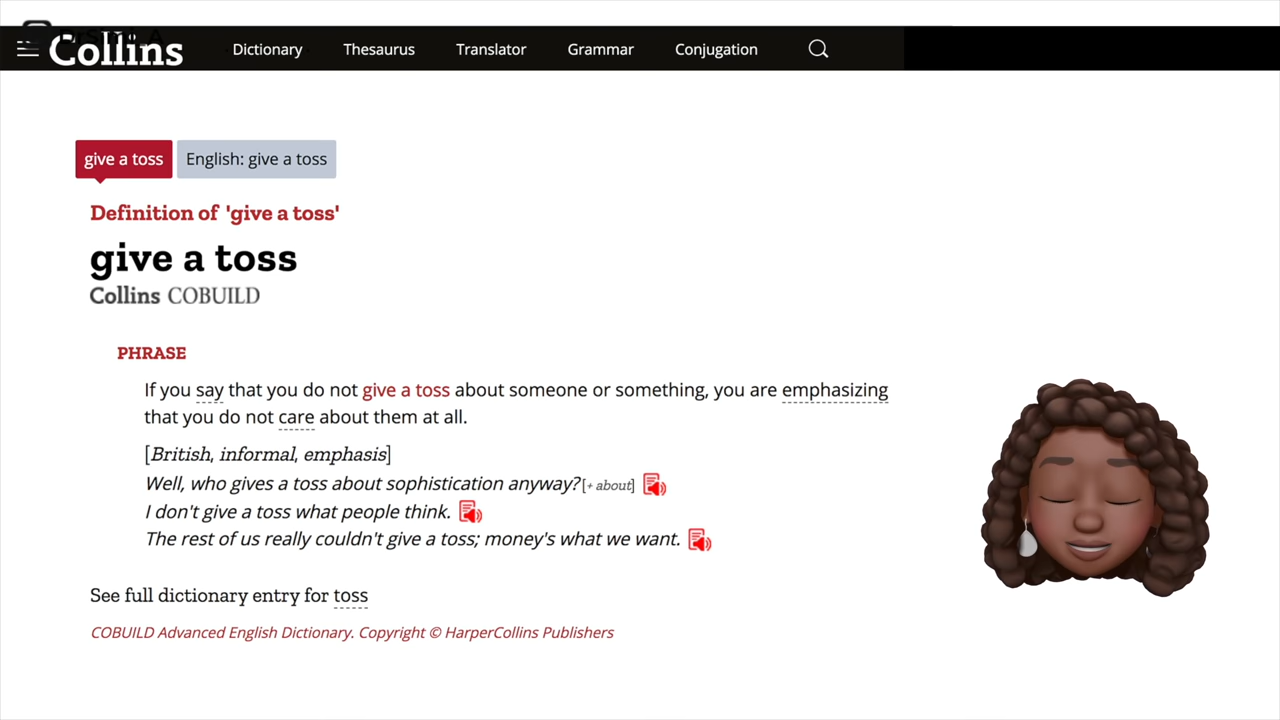 Collins Dictionary Thesaurus Translator Grammar Conjugation
give a toss English: give a toss
Definition of 'give a toss'
give a toss
Collins COBUILD
PHRASE
If you say that you do not give a toss about someone or something, you are emphasizing
that you do not care about them at all.
[British, informal, emphasis]
Well, who gives a toss about sophistication anyway? [+ about]
I don't give a toss what people think.
The rest of us really couldn't give a toss; money's what we want.
See full dictionary entry for toss
COBUILD Advanced English Dictionary. Copyright © HarperCollins Publishers